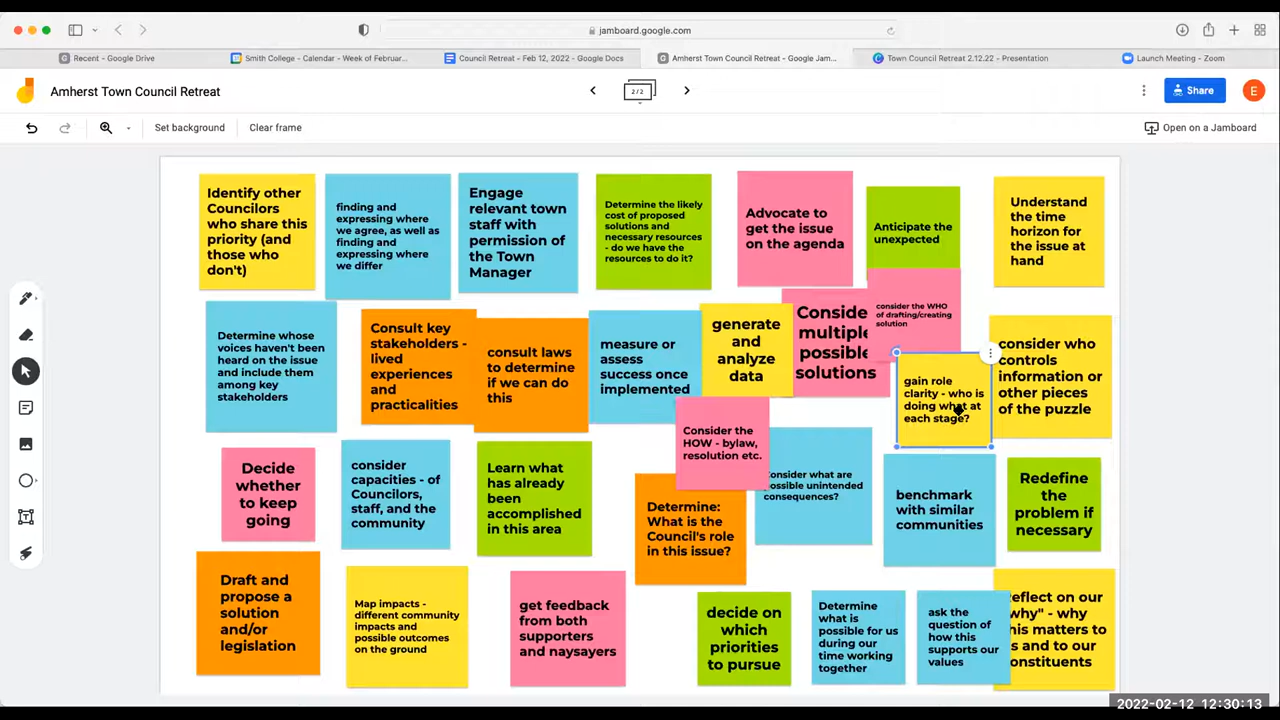 jamboard.google.com
Recent - Google Drive
Smith College - Calendar - Week of Februar...
Council Retreat - Feb 12, 2022 - Google Docs
Amherst Town Council Retreat - Google Jam...
Town Council Retreat 2.12.22 - Presentation
Launch Meeting - Zoom
Amherst Town Council Retreat
2/2
Share
E
Set background
Clear frame
Open on a Jamboard
Identify other
Councilors
who share this
priority (and
those who
don't)
finding and
expressing where
we agree, as well as
finding and
expressing where
we differ
Engage
relevant town
staff with
permission of
the Town
Manager
Determine the likely
cost of proposed
solutions and
necessary resources
- do we have the
resources to do it?
Advocate to
get the issue
on the agenda
Anticipate the
unexpected
Understand
the time
horizon for
the issue at
hand
Determine whose
voices haven't been
heard on the issue
and include them
among key
stakeholders
Consult key
stakeholders -
lived
experiences
and
practicalities
consult laws
to determine
if we can do
this
measure or
assess
success once
implemented
generate
and
analyze
data
Conside
multiple
possible
solutions
consider the WHO
of drafting/creating
solution
gain role
clarity - who is
doing what at
each stage?
consider who
controls
information or
other pieces
of the puzzle
Decide
whether to
keep
going
consider
capacities - of
Councilors,
staff, and the
community
Learn what
has already
been
accomplished
in this area
Consider the
HOW - bylaw,
resolution etc.
Determine:
What is the
Council's role
in this issue?
Consider what are
possible unintended
consequences?
benchmark
with similar
communities
Redefine
the
problem if
necessary
Draft and
propose a
solution
and/or
legislation
Map impacts -
different community
impacts and
possible outcomes
on the ground
get feedback
from both
supporters
and naysayers
decide on
which
priorities
to pursue
Determine
what is
possible for us
during our
time working
together
ask the
question of
how this
supports our
values
eflect on our
why" - why
his matters to
s and to our
onstituents
2022-02-12 12:30:13